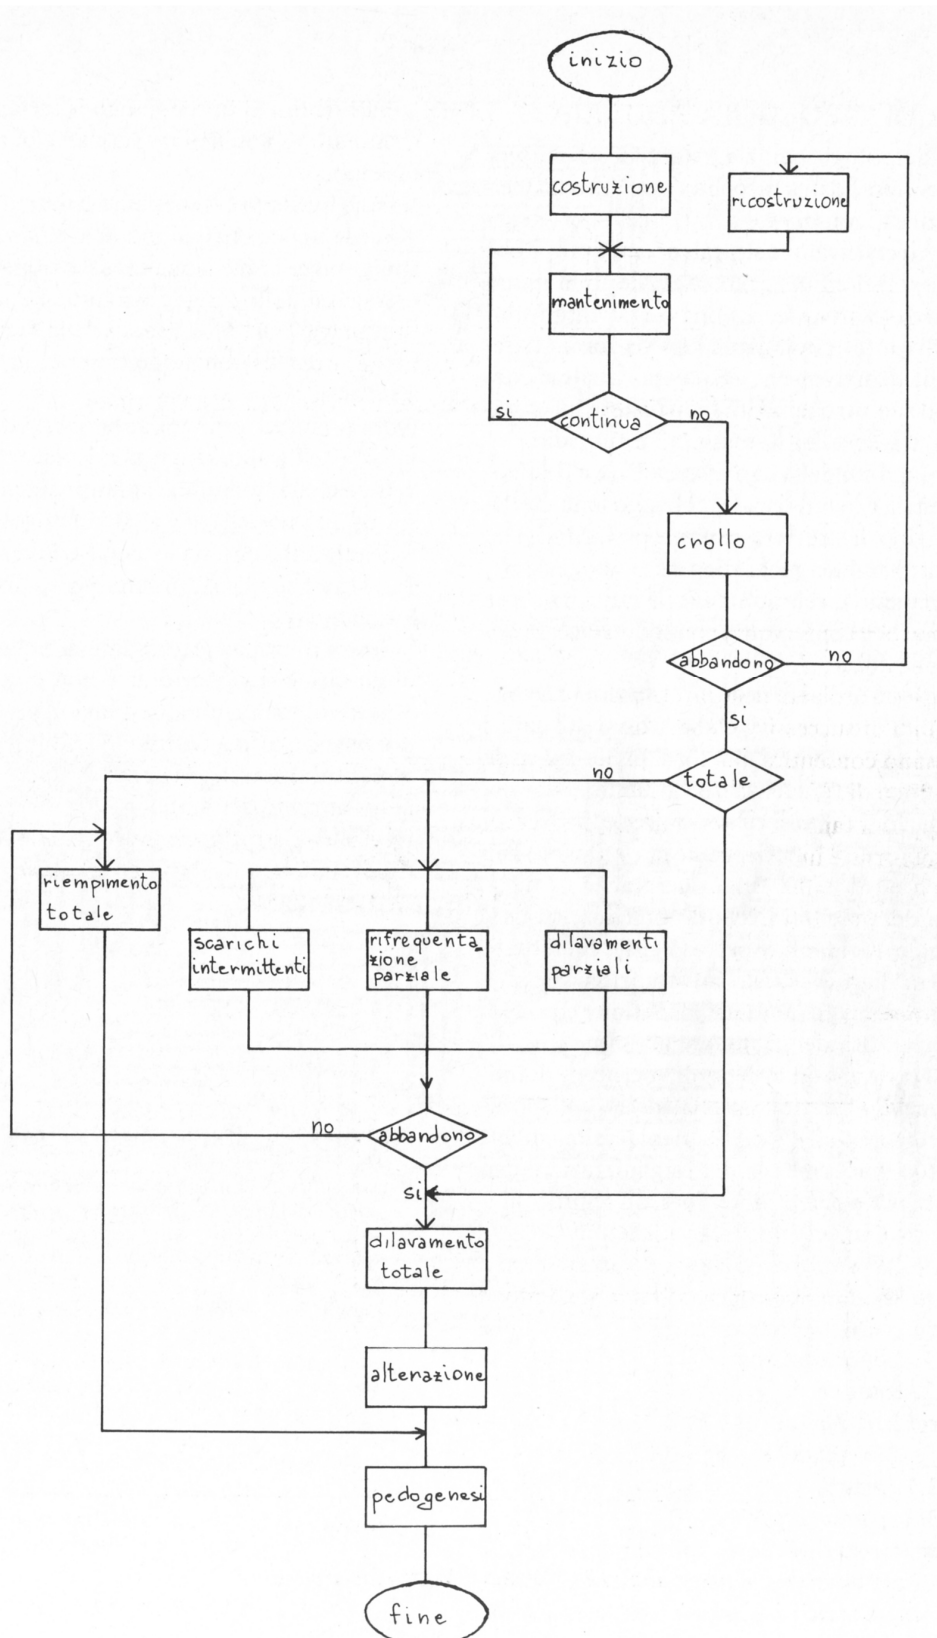 inizio
costruzione
ricostruzione
mantenimento
si
continua
no
crollo
abbandono
no
si
no
totale
riempimento
totale
scarichi
intermittenti
rifrequenta-
zione
parziale
dilavamenti
parziali
no
abbandono
si
dilavamento
totale
alterazione
pedogenesi
fine